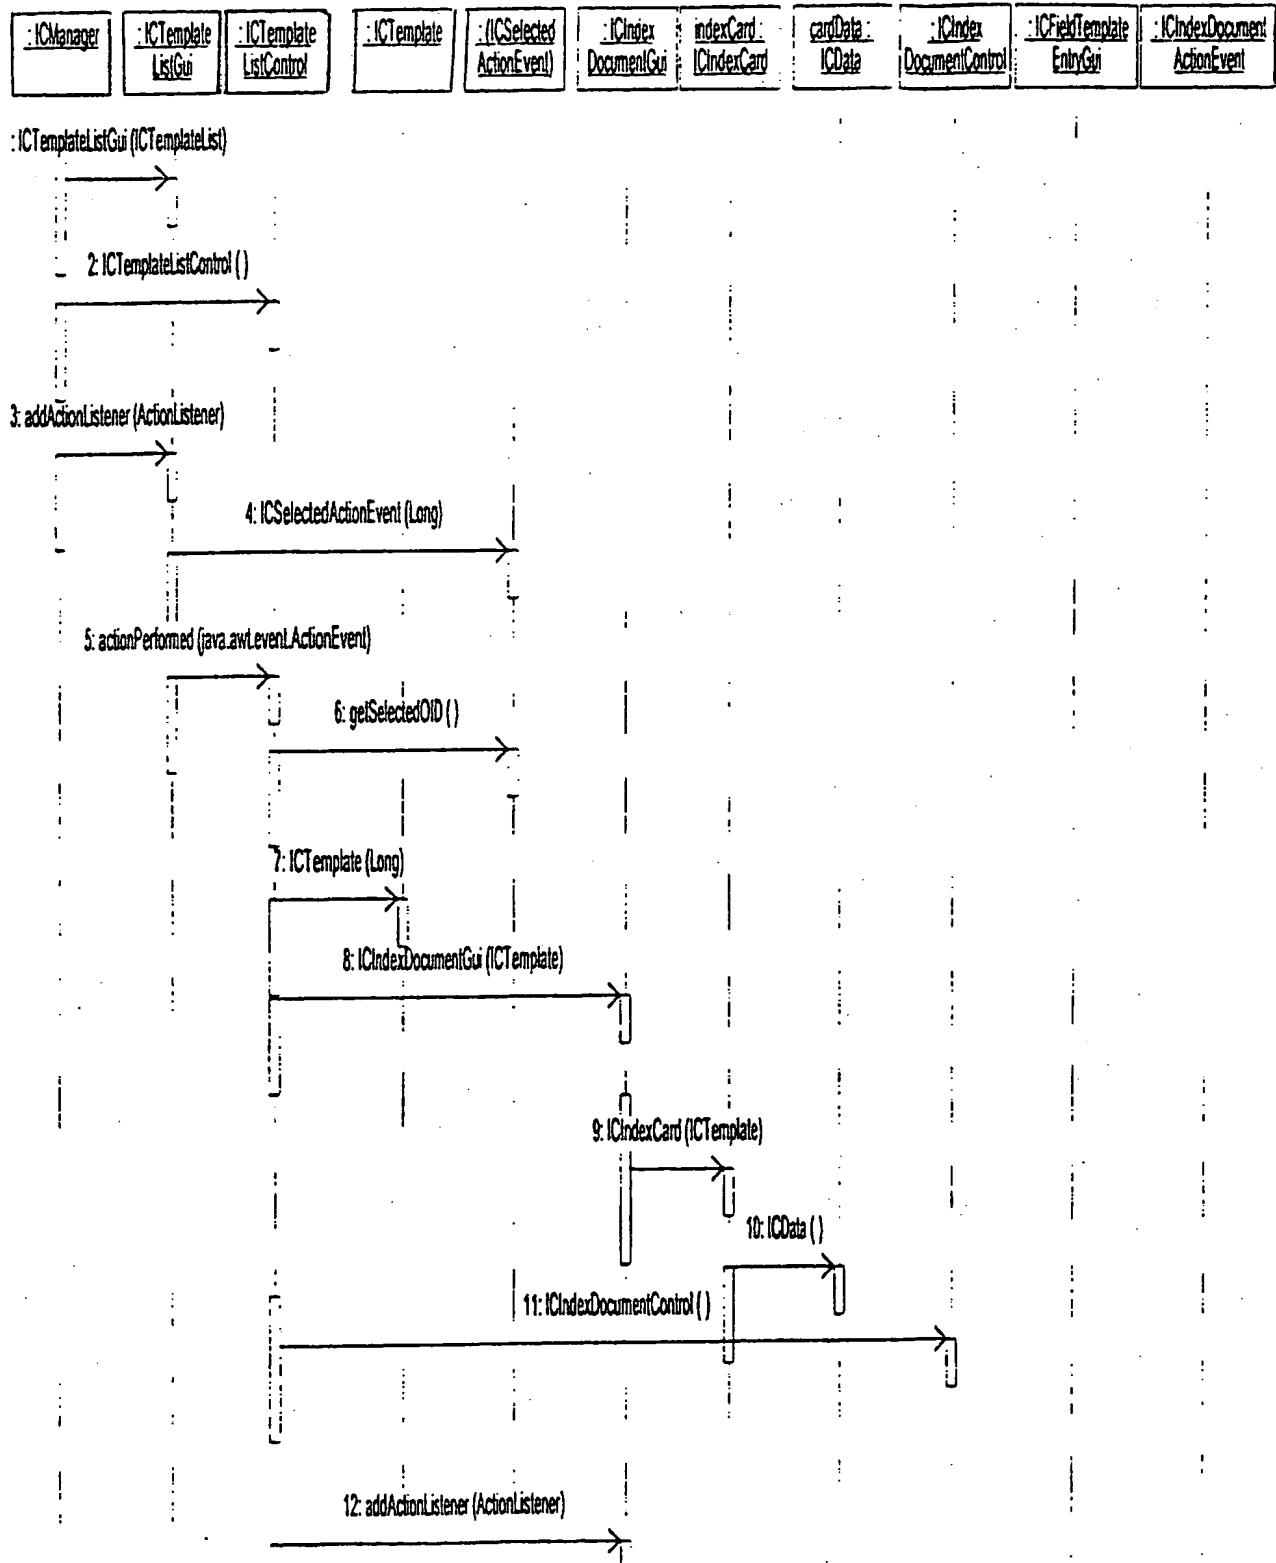 : ICManager
: ICTemplate
ListGui
: ICTemplate
ListControl
: ICTemplate
: (ICSelected
ActionEvent)
: ICIndex
DocumentGui
indexCard :
ICIndexCard
cardData :
ICData
: ICIndex
DocumentControl
: ICFieldTemplate
EntryGui
: ICIndexDocument
ActionEvent
: ICTemplateListGui (ICTemplateList)
2: ICTemplateListControl ( )
3: addActionListener (ActionListener)
4: ICSelectedActionEvent (Long)
5: actionPerformed (java.awt.event.ActionEvent)
6: getSelectedOID ( )
7: ICTemplate (Long)
8: ICIndexDocumentGui (ICTemplate)
9: ICIndexCard (ICTemplate)
10: ICData ( )
11: ICIndexDocumentControl ( )
12: addActionListener (ActionListener)